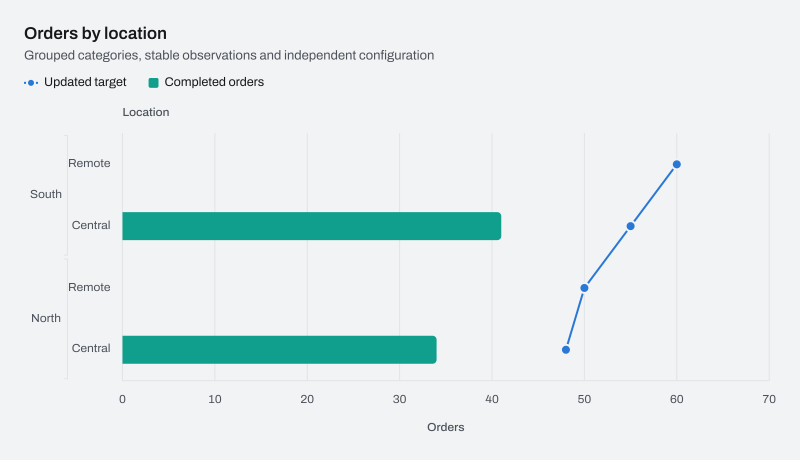 Orders by location
Grouped categories, stable observations and independent configuration
Updated target
Completed orders
Location
Remote
South
Central
Remote
North
Central
0 10 20 30 40 50 60 70
Orders